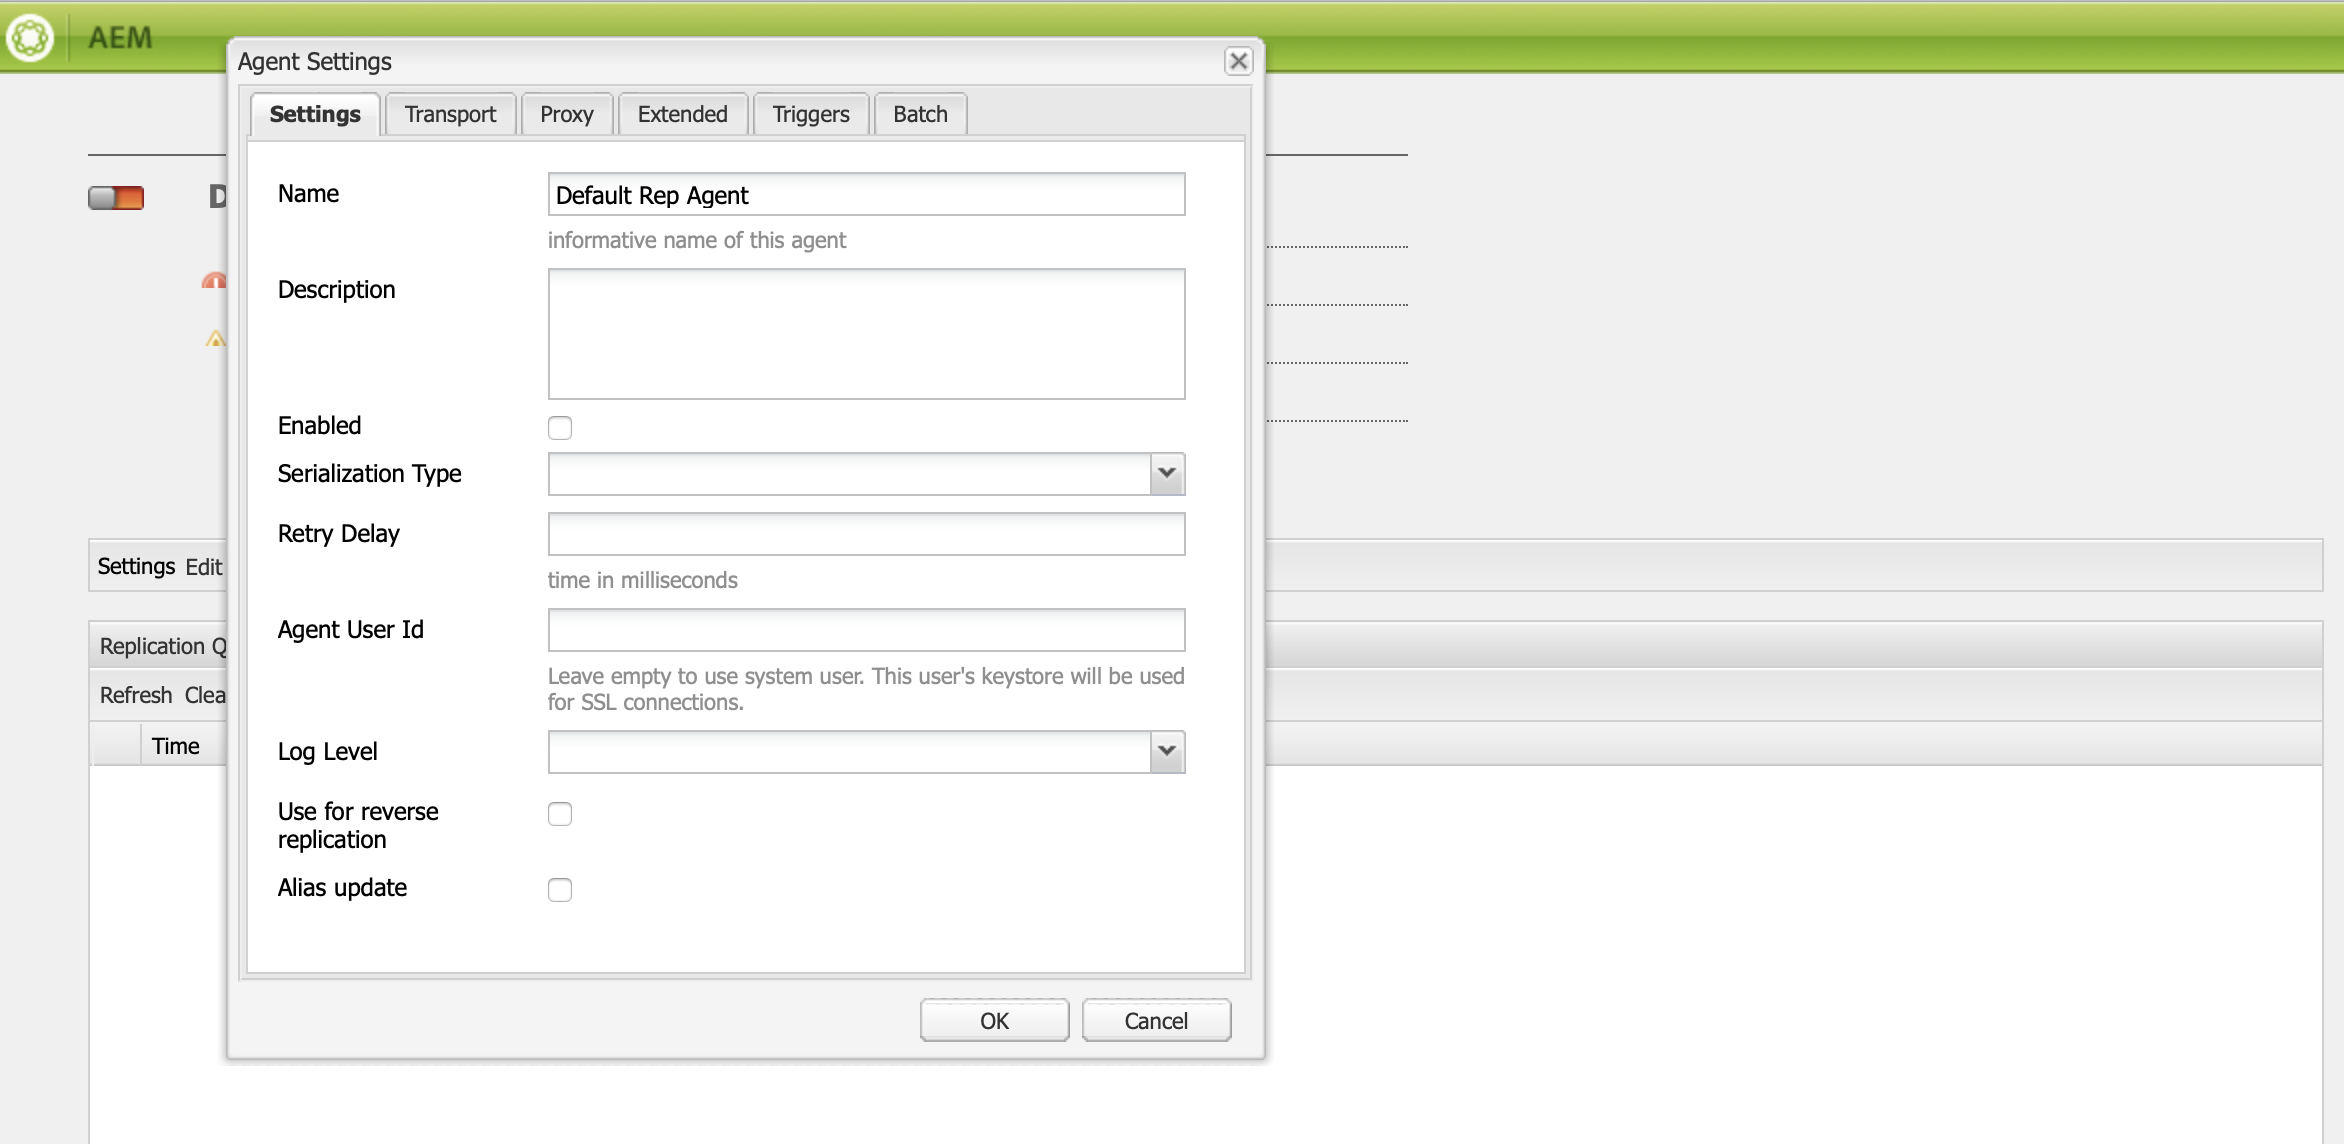 AEM
Agent Settings
Settings Transport Proxy Extended Triggers Batch
Name Default Rep Agent
informative name of this agent
Description
Enabled
Serialization Type
Retry Delay
time in milliseconds
Agent User Id
Leave empty to use system user. This user's keystore will be used
for SSL connections.
Log Level
Use for reverse
replication
Alias update
OK Cancel
D
Settings Edit
Replication Q
Refresh Clea
Time